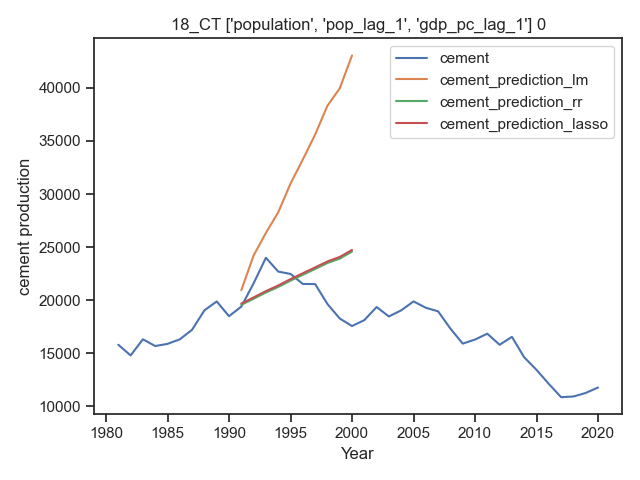 18_CT ['population', 'pop_lag_1', 'gdp_pc_lag_1'] 0
cement
cement_prediction_lm
cement_prediction_rr
cement_prediction_lasso
cement production
40000
35000
30000
25000
20000
15000
10000
1980 1985 1990 1995 2000 2005 2010 2015 2020
Year